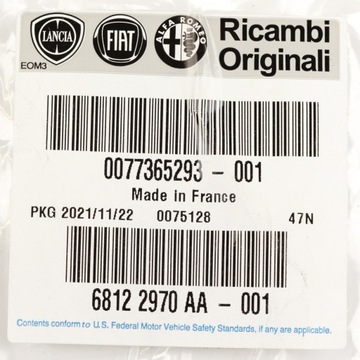 LANCIA FIAT ALFA ROMEO Ricambi
Originali
EOM3
0077365293 - 001
Made in France
PKG 2021/11/22 0075128 47N
6812 2970 AA - 001
Contents conform to U.S. Federal Motor Vehicle Safety Standards, if any are applicable.